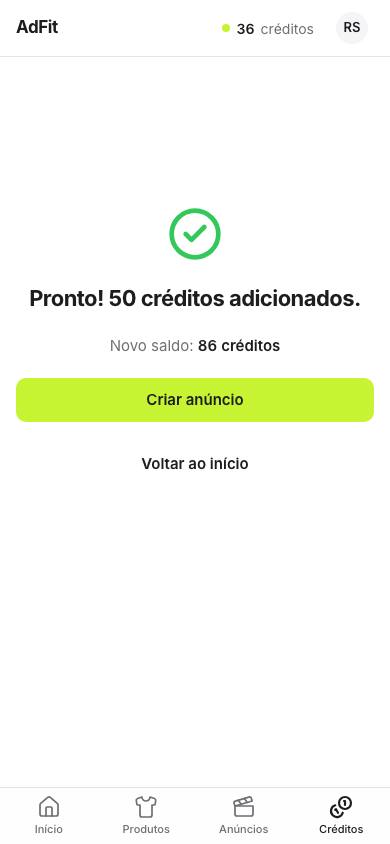 AdFit
36 créditos
RS
Pronto! 50 créditos adicionados.
Novo saldo: 86 créditos
Criar anúncio
Voltar ao início
Início
Produtos
Anúncios
Créditos